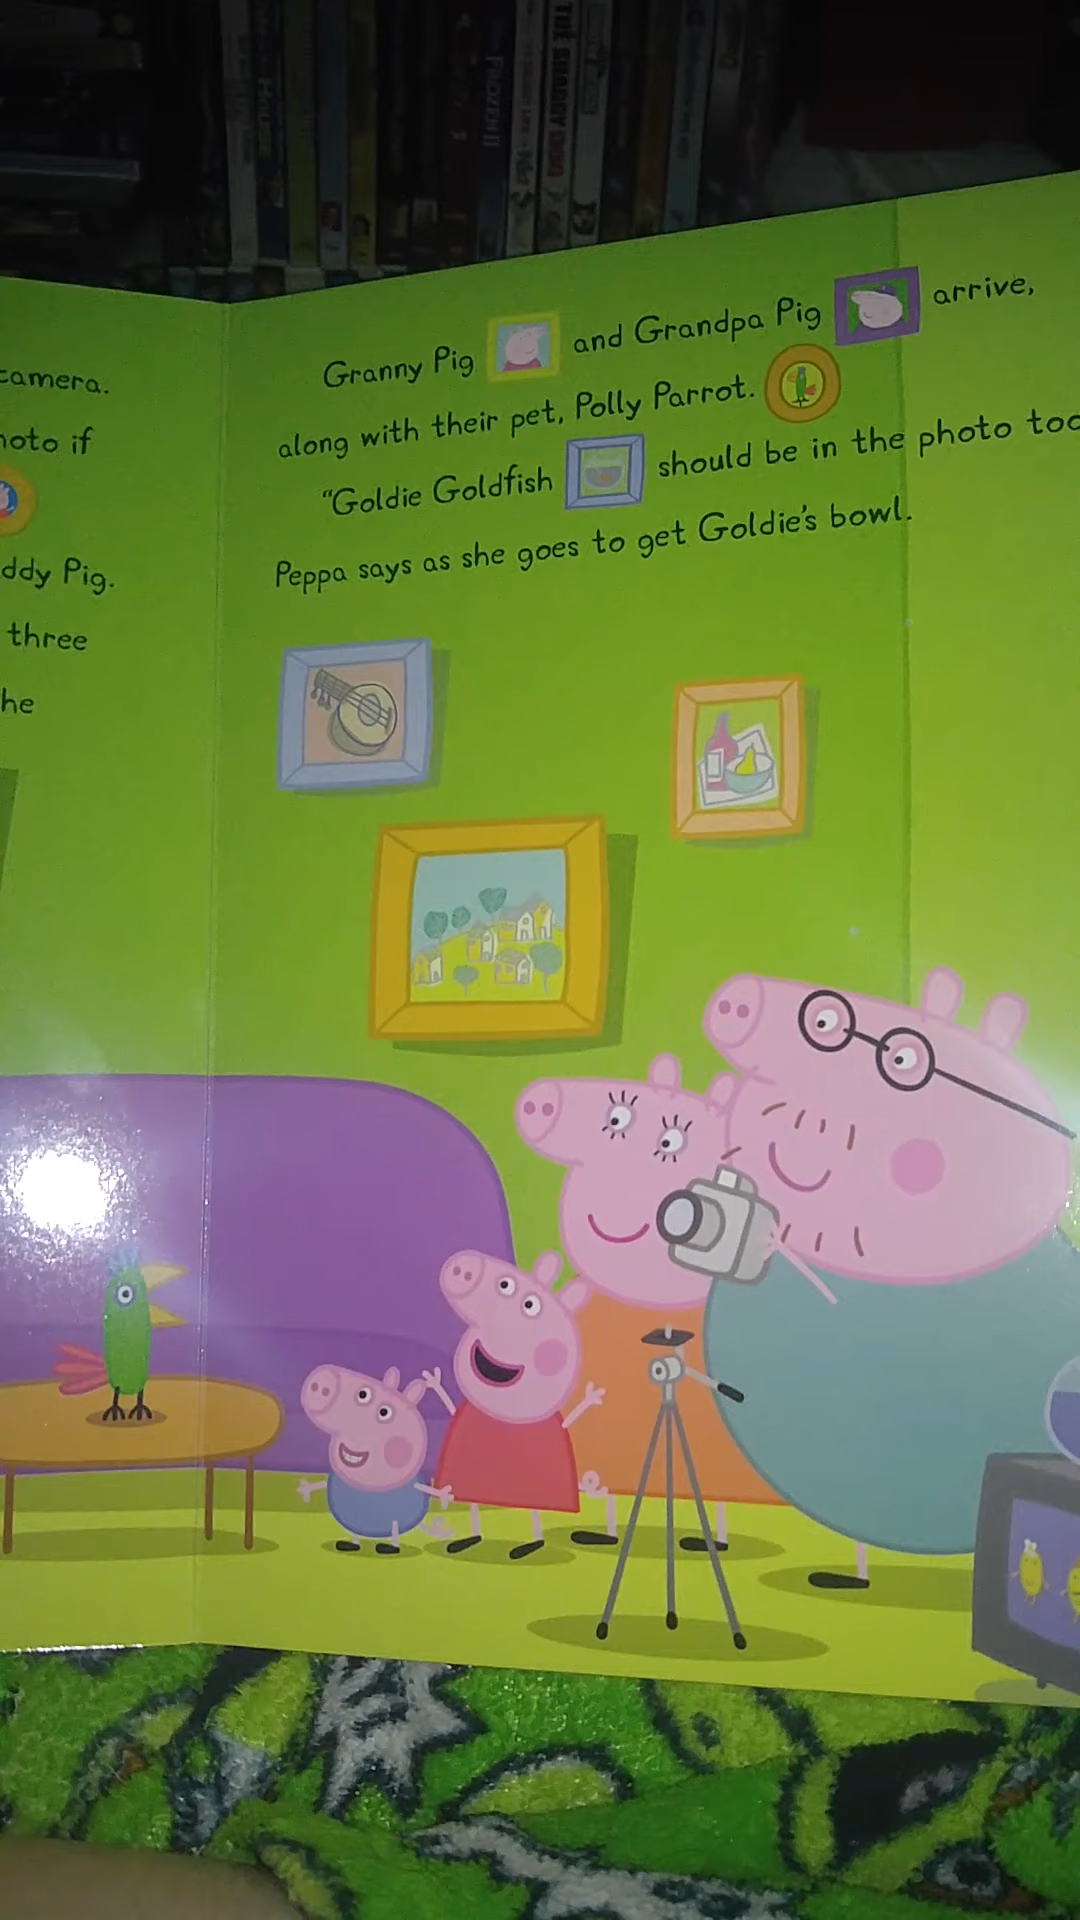 camera.
hoto if
ddy Pig.
three
he
Granny Pig and Grandpa Pig arrive,
along with their pet, Polly Parrot.
“Goldie Goldfish should be in the photo too
Peppa says as she goes to get Goldie's bowl.